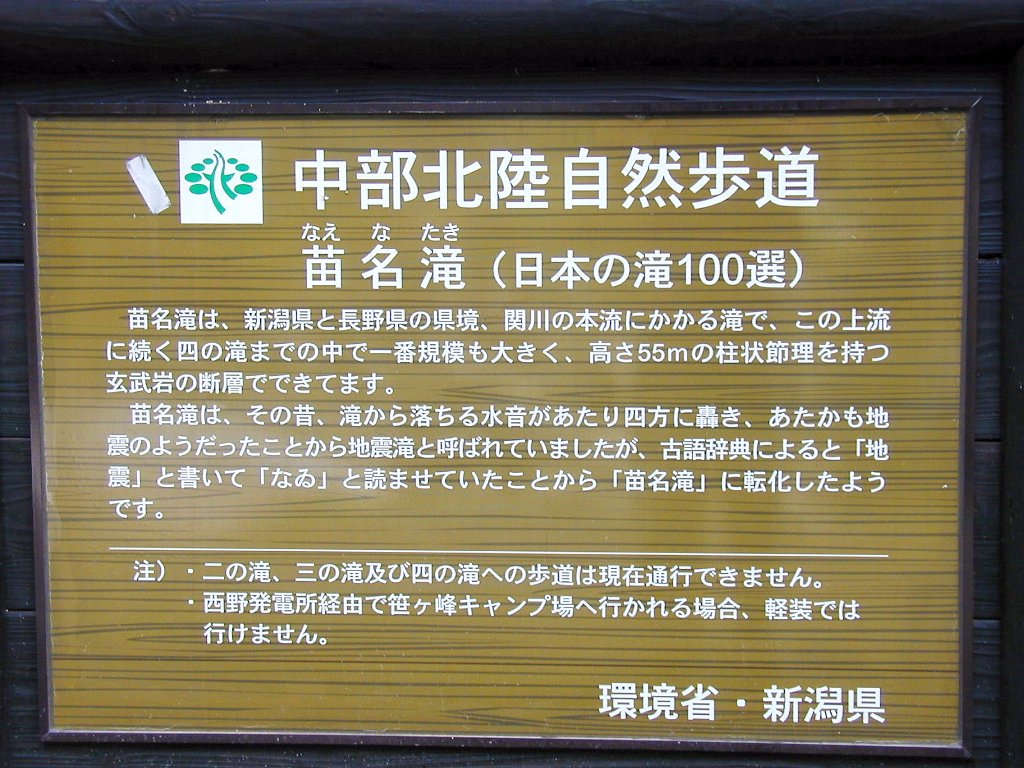 中部北陸自然歩道
なえ な たき
苗名滝（日本の滝100選）
苗名滝は、新潟県と長野県の県境、関川の本流にかかる滝で、この上流
に続く四の滝までの中で一番規模も大きく、高さ55mの柱状節理を持つ
玄武岩の断層でできてます。
苗名滝は、その昔、滝から落ちる水音があたり四方に轟き、あたかも地
震のようだったことから地震滝と呼ばれていましたが、古語辞典によると「地
震」と書いて「なゐ」と読ませていたことから「苗名滝」に転化したよう
です。
注）・二の滝、三の滝及び四の滝への歩道は現在通行できません。
・西野発電所経由で笹ヶ峰キャンプ場へ行かれる場合、軽装では
行けません。
環境省・新潟県